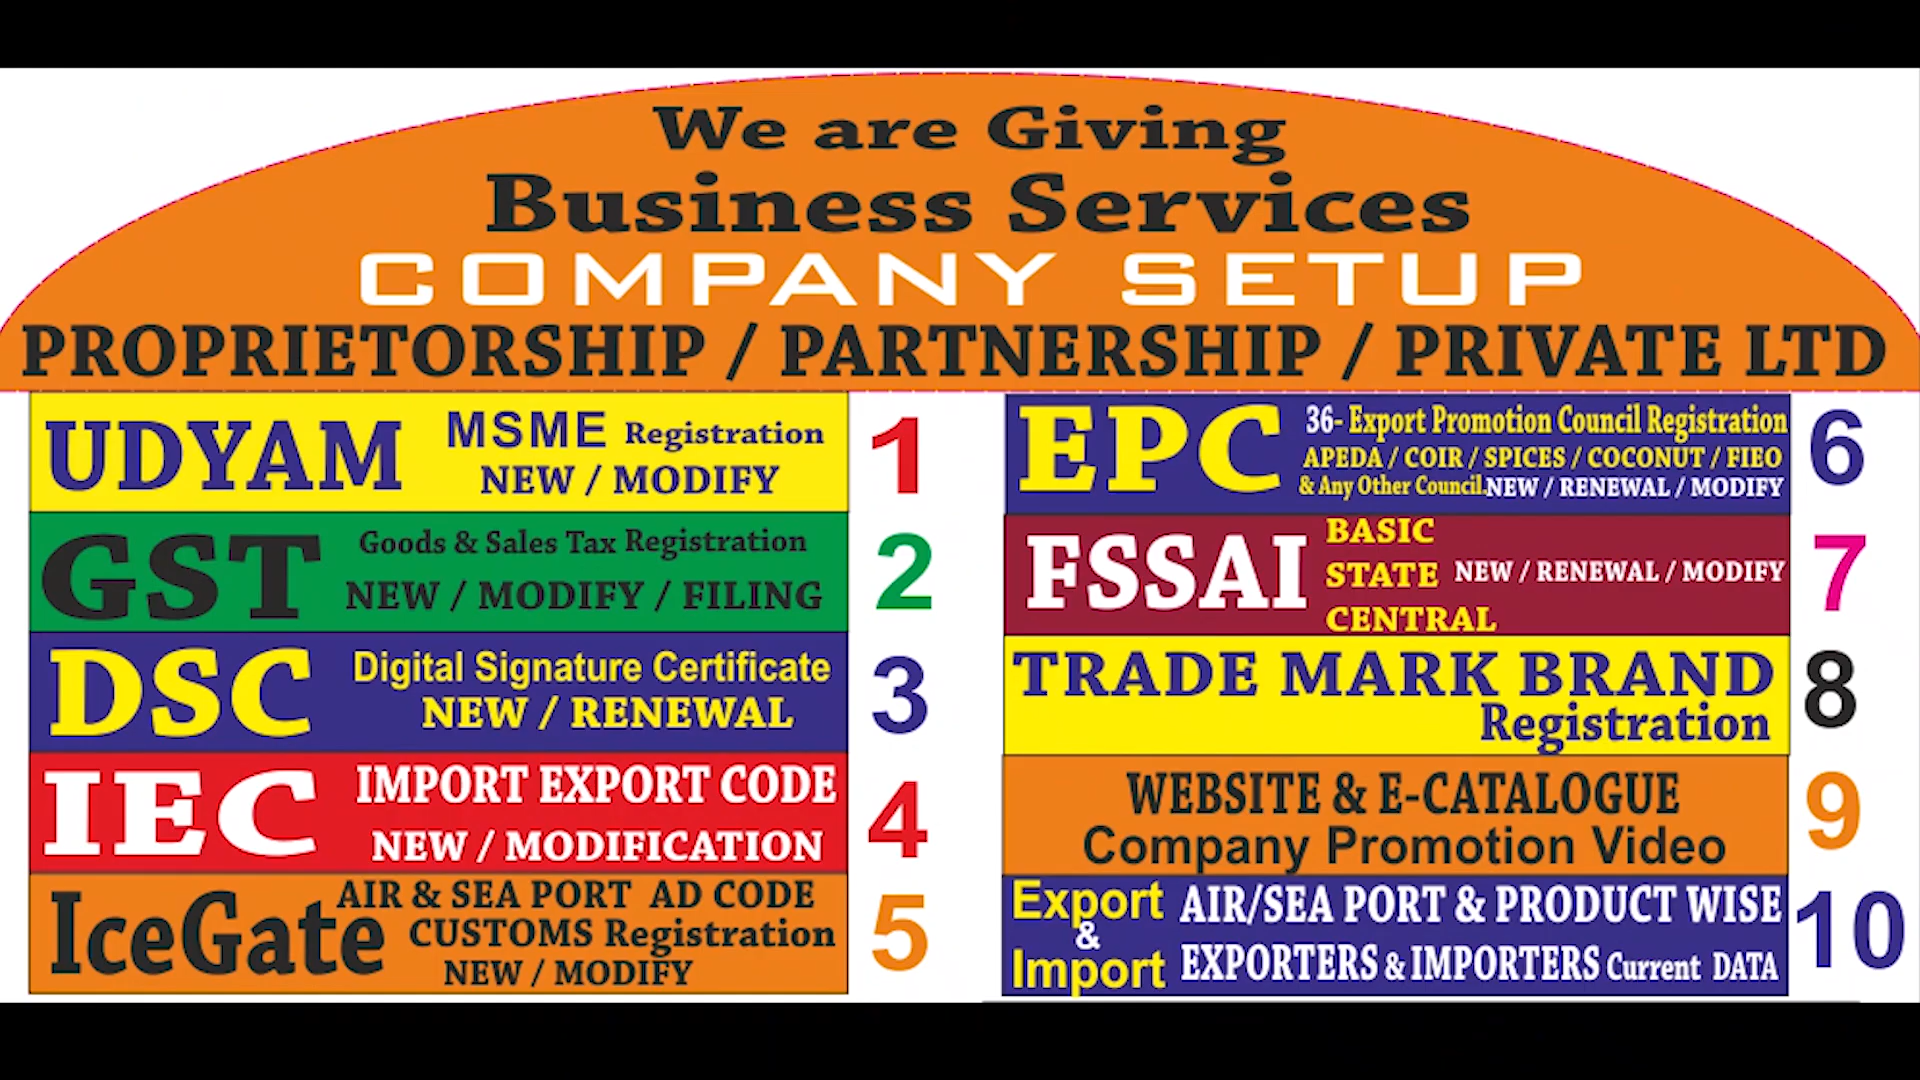 We are Giving
Business Services
COMPANY SETUP
PROPRIETORSHIP / PARTNERSHIP / PRIVATE LTD
UDYAM MSME Registration 1
NEW / MODIFY
GST Goods & Sales Tax Registration 2
NEW / MODIFY / FILING
DSC Digital Signature Certificate 3
NEW / RENEWAL
IEC IMPORT EXPORT CODE 4
NEW / MODIFICATION
IceGate AIR & SEA PORT AD CODE 5
CUSTOMS Registration
NEW / MODIFY
EPC 36- Export Promotion Council Registration 6
APEDA / COIR / SPICES / COCONUT / FIEO
& Any Other Council. NEW / RENEWAL / MODIFY
FSSAI BASIC 7
STATE NEW / RENEWAL / MODIFY
CENTRAL
TRADE MARK BRAND 8
Registration
WEBSITE & E-CATALOGUE 9
Company Promotion Video
Export AIR/SEA PORT & PRODUCT WISE 10
&
Import EXPORTERS & IMPORTERS Current DATA